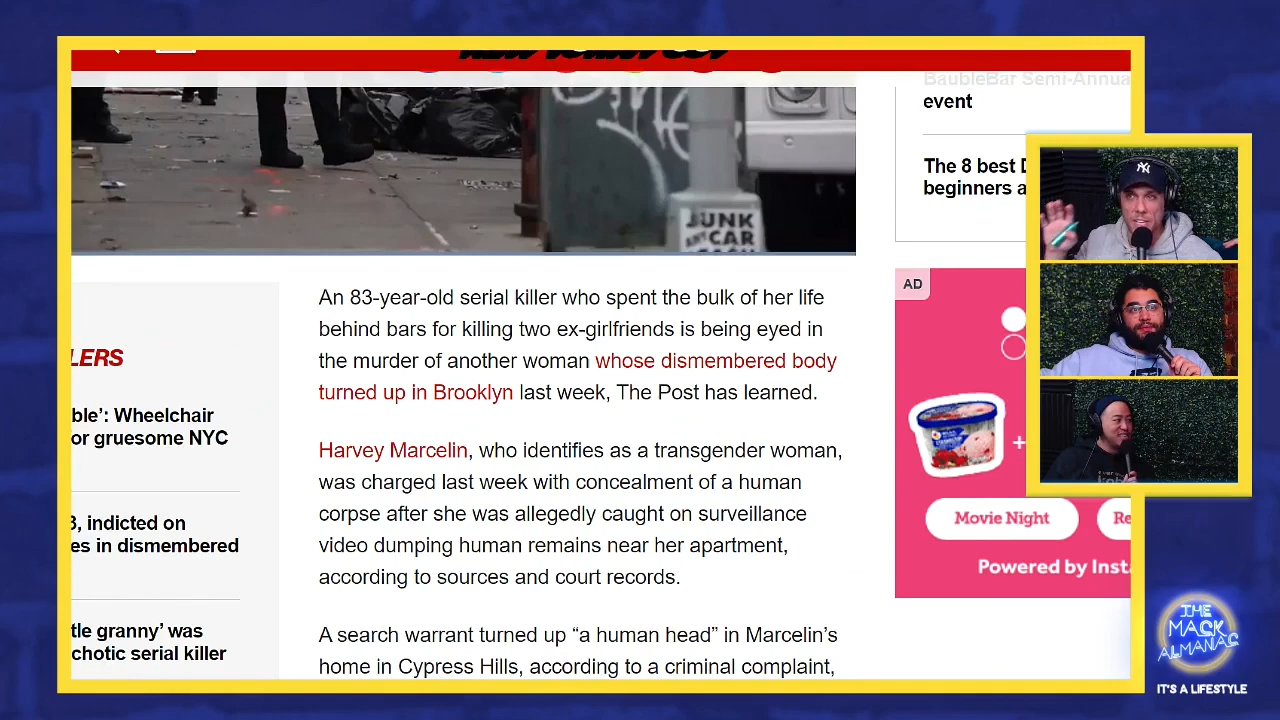 BaubleBar Semi-Annua
event
The 8 best D
beginners a
JUNK
ANY CAR
CASH
AD
An 83-year-old serial killer who spent the bulk of her life
behind bars for killing two ex-girlfriends is being eyed in
the murder of another woman whose dismembered body
turned up in Brooklyn last week, The Post has learned.
LERS
ble’: Wheelchair
or gruesome NYC
3, indicted on
es in dismembered
tle granny’ was
chotic serial killer
Harvey Marcelin, who identifies as a transgender woman,
was charged last week with concealment of a human
corpse after she was allegedly caught on surveillance
video dumping human remains near her apartment,
according to sources and court records.
A search warrant turned up “a human head” in Marcelin’s
home in Cypress Hills, according to a criminal complaint,
+
Movie Night
Re
Powered by Inst
THE
MACK
ALMANAC
IT'S A LIFESTYLE